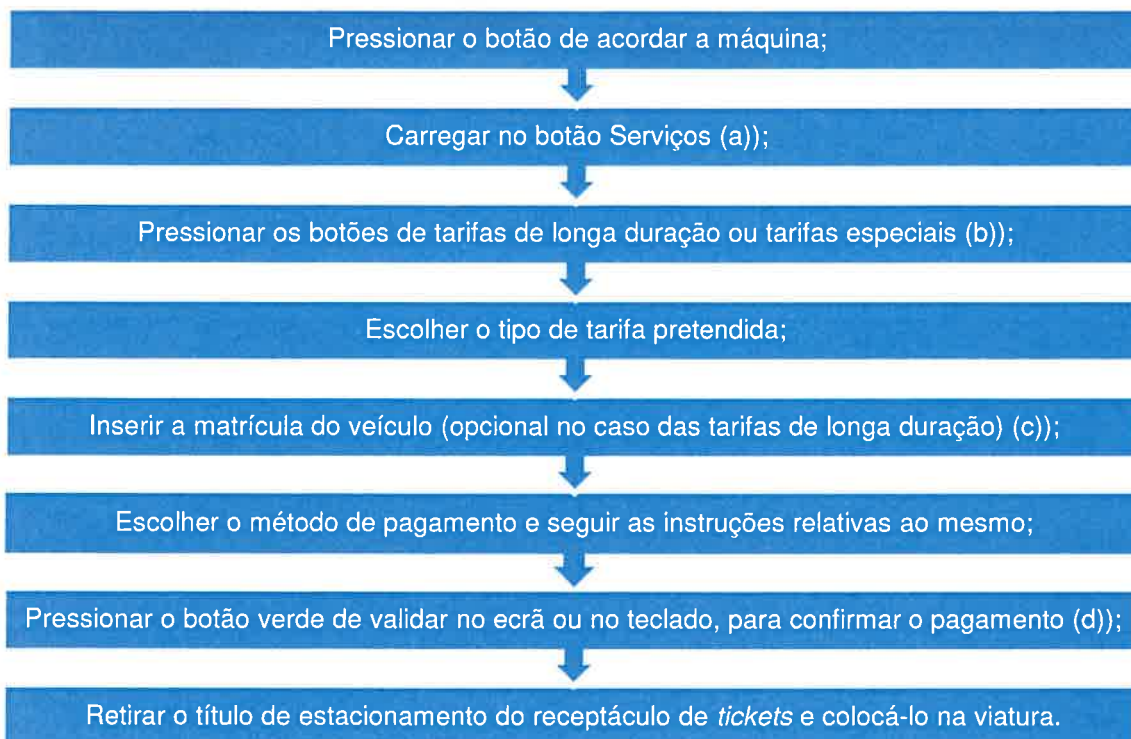 Pressionar o botão de acordar a máquina;
Carregar no botão Serviços (a));
Pressionar os botões de tarifas de longa duração ou tarifas especiais (b));
Escolher o tipo de tarifa pretendida;
Inserir a matrícula do veículo (opcional no caso das tarifas de longa duração) (c));
Escolher o método de pagamento e seguir as instruções relativas ao mesmo;
Pressionar o botão verde de validar no ecrã ou no teclado, para confirmar o pagamento (d));
Retirar o título de estacionamento do receptáculo de tickets e colocá-lo na viatura.